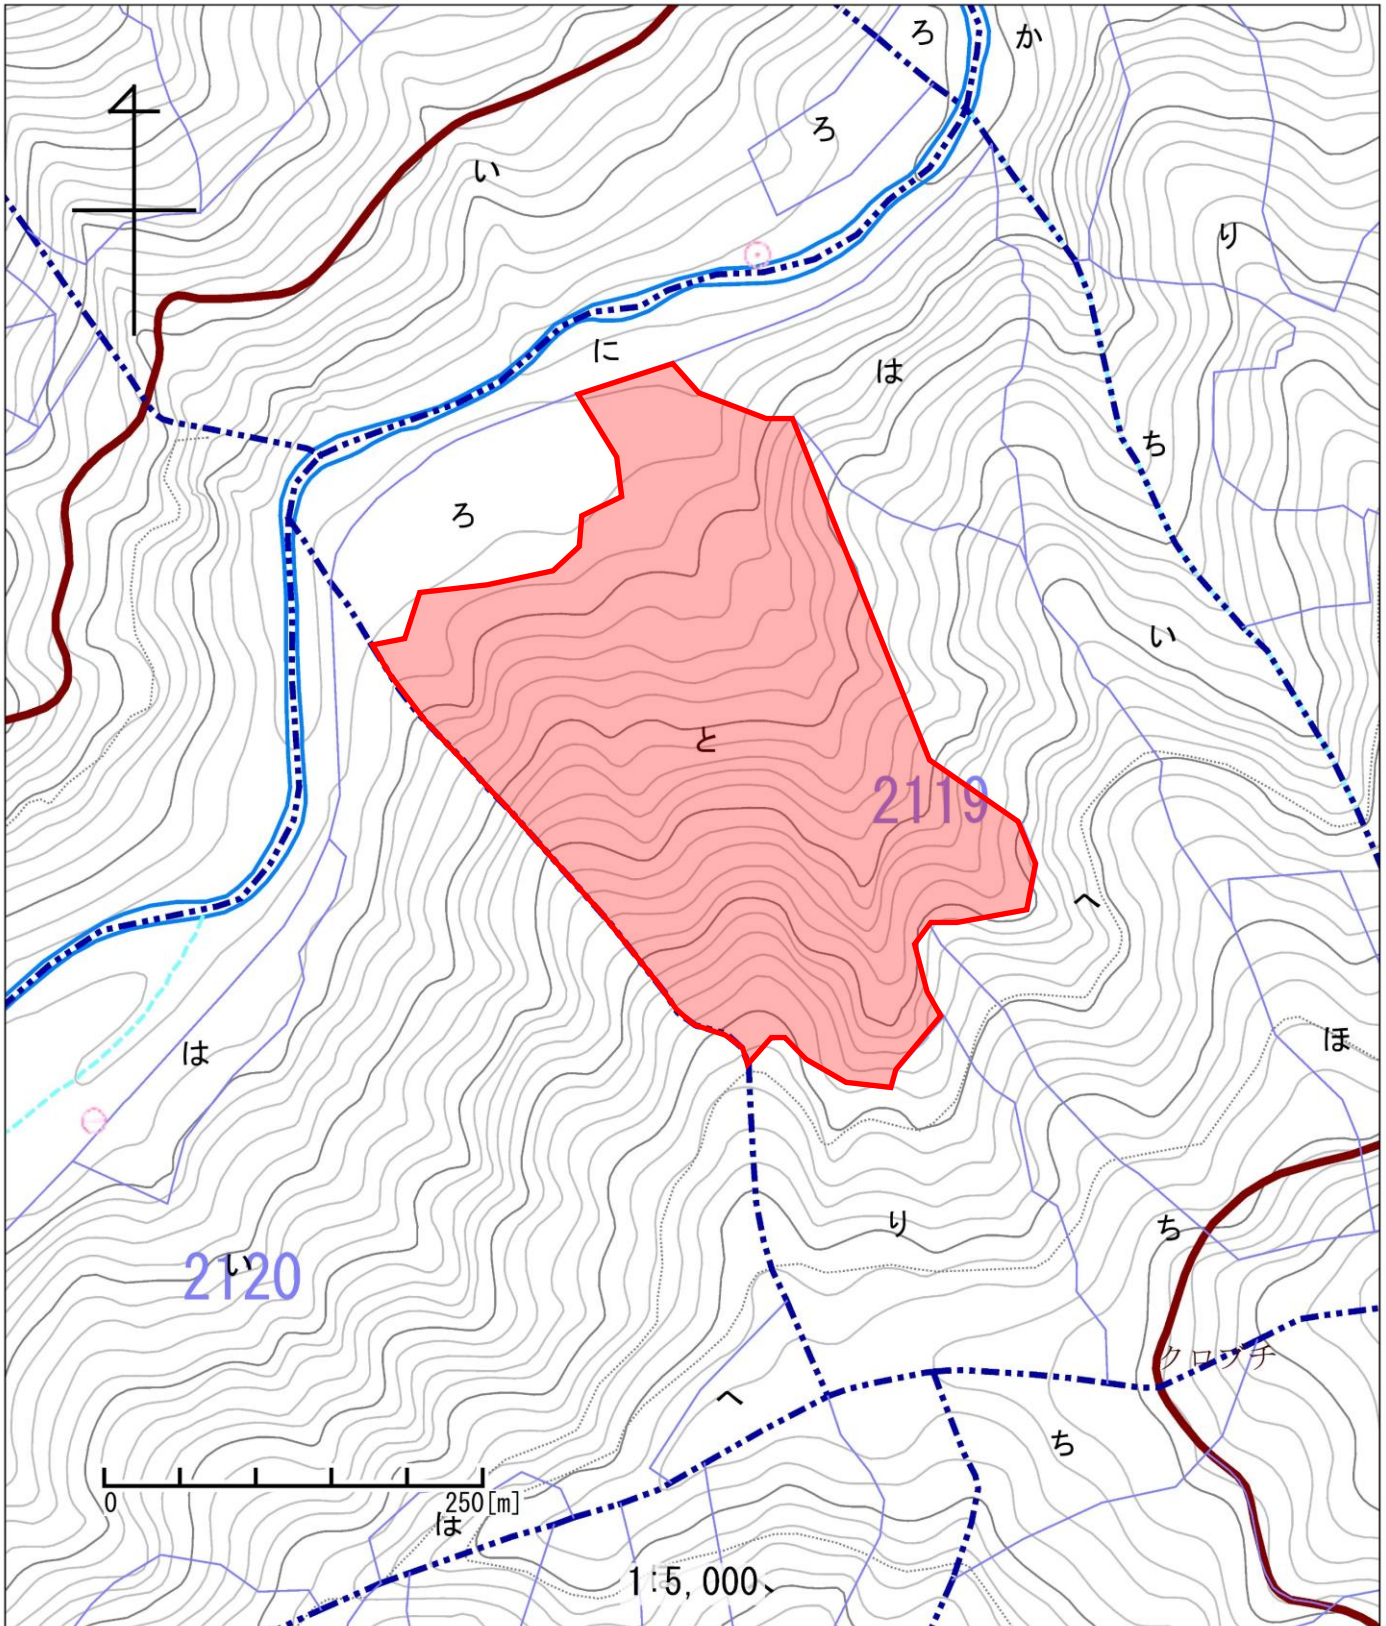 ろ
か
ろ
い
り
に
は
ち
ろ
い
と
2119
へ
ほ
は
り
ち
2120
い
クロブチ
へ
ち
0
250[m]
は
1:5,000